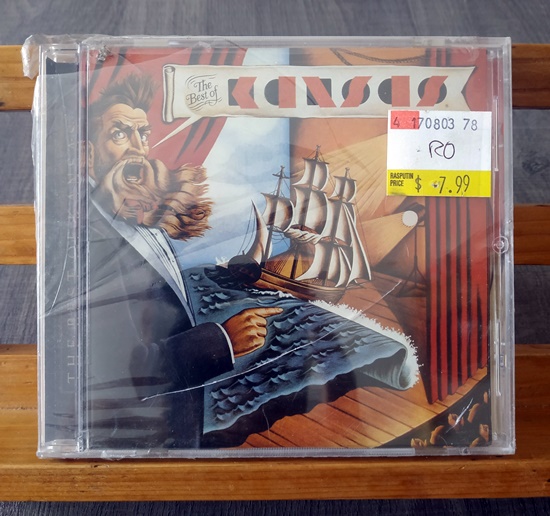 The
Best of
KANSAS
4 170803 78
RO
RASPUTIN
PRICE
$ 7.99